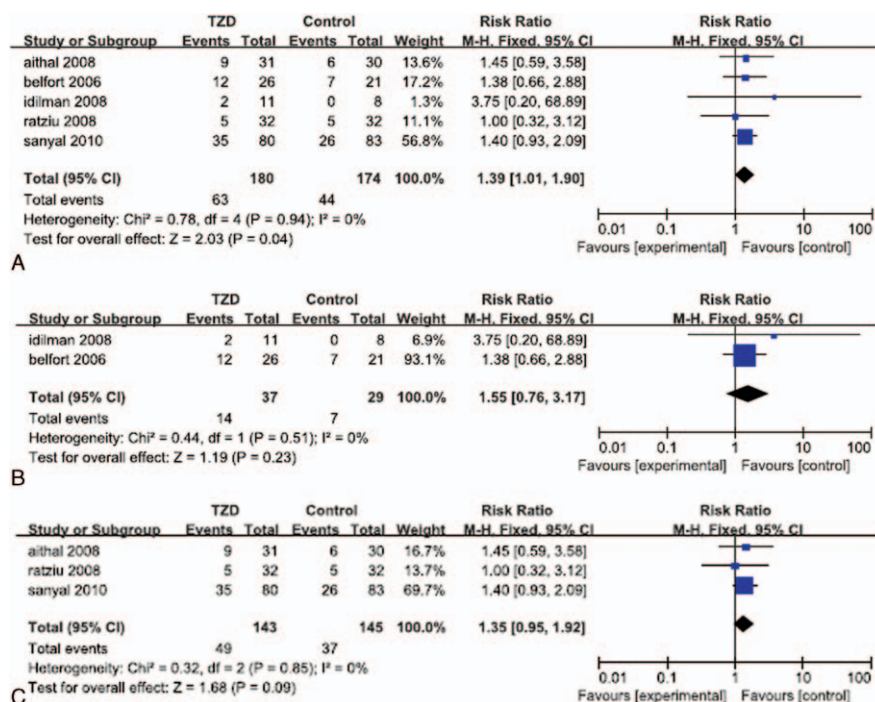 TZD Control Risk Ratio Risk Ratio
Study or Subgroup Events Total Events Total Weight M-H, Fixed, 95% CI M-H, Fixed, 95% CI
aithal 2008 9 31 6 30 13.6% 1.45 [0.59, 3.58]
belfort 2006 12 26 7 21 17.2% 1.38 [0.66, 2.88]
idilman 2008 2 11 0 8 1.3% 3.75 [0.20, 68.89]
ratziu 2008 5 32 5 32 11.1% 1.00 [0.32, 3.12]
sanyal 2010 35 80 26 83 56.8% 1.40 [0.93, 2.09]
Total (95% CI) 180 174 100.0% 1.39 [1.01, 1.90]
Total events 63 44
Heterogeneity: Chi² = 0.78, df = 4 (P = 0.94); I² = 0%
Test for overall effect: Z = 2.03 (P = 0.04)
0.01 0.1 1 10 100
Favours [experimental] Favours [control]
A
TZD Control Risk Ratio Risk Ratio
Study or Subgroup Events Total Events Total Weight M-H, Fixed, 95% CI M-H, Fixed, 95% CI
idilman 2008 2 11 0 8 6.9% 3.75 [0.20, 68.89]
belfort 2006 12 26 7 21 93.1% 1.38 [0.66, 2.88]
Total (95% CI) 37 29 100.0% 1.55 [0.76, 3.17]
Total events 14 7
Heterogeneity: Chi² = 0.44, df = 1 (P = 0.51); I² = 0%
Test for overall effect: Z = 1.19 (P = 0.23)
0.01 0.1 1 10 100
Favours [experimental] Favours [control]
B
TZD Control Risk Ratio Risk Ratio
Study or Subgroup Events Total Events Total Weight M-H, Fixed, 95% CI M-H, Fixed, 95% CI
aithal 2008 9 31 6 30 16.7% 1.45 [0.59, 3.58]
ratziu 2008 5 32 5 32 13.7% 1.00 [0.32, 3.12]
sanyal 2010 35 80 26 83 69.7% 1.40 [0.93, 2.09]
Total (95% CI) 143 145 100.0% 1.35 [0.95, 1.92]
Total events 49 37
Heterogeneity: Chi² = 0.32, df = 2 (P = 0.85); I² = 0%
Test for overall effect: Z = 1.68 (P = 0.09)
0.01 0.1 1 10 100
Favours [experimental] Favours [control]
C